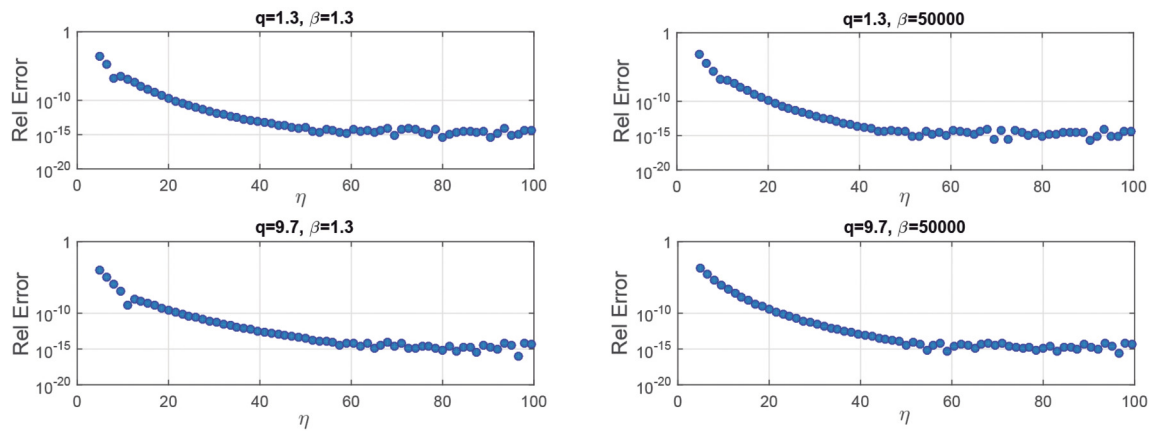 q=1.3, β=1.3
1
10^-10
10^-15
10^-20
Rel Error
0 20 40 60 80 100
η
q=1.3, β=50000
1
10^-10
10^-15
10^-20
Rel Error
0 20 40 60 80 100
η
q=9.7, β=1.3
1
10^-10
10^-15
10^-20
Rel Error
0 20 40 60 80 100
η
q=9.7, β=50000
1
10^-10
10^-15
10^-20
Rel Error
0 20 40 60 80 100
η